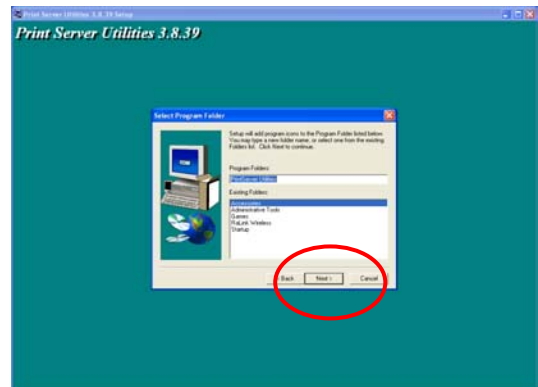 Print Server Utilities 3.8.39 Setup
Print Server Utilities 3.8.39
Select Program Folder
Setup will add program icons to the Program Folder listed below.
You may type a new folder name, or select one from the existing
Folders list. Click Next to continue.
Program Folders:
PrintServer Utilities
Existing Folders:
Accessories
Administrative Tools
Games
RaLink Wireless
Startup
< Back
Next >
Cancel